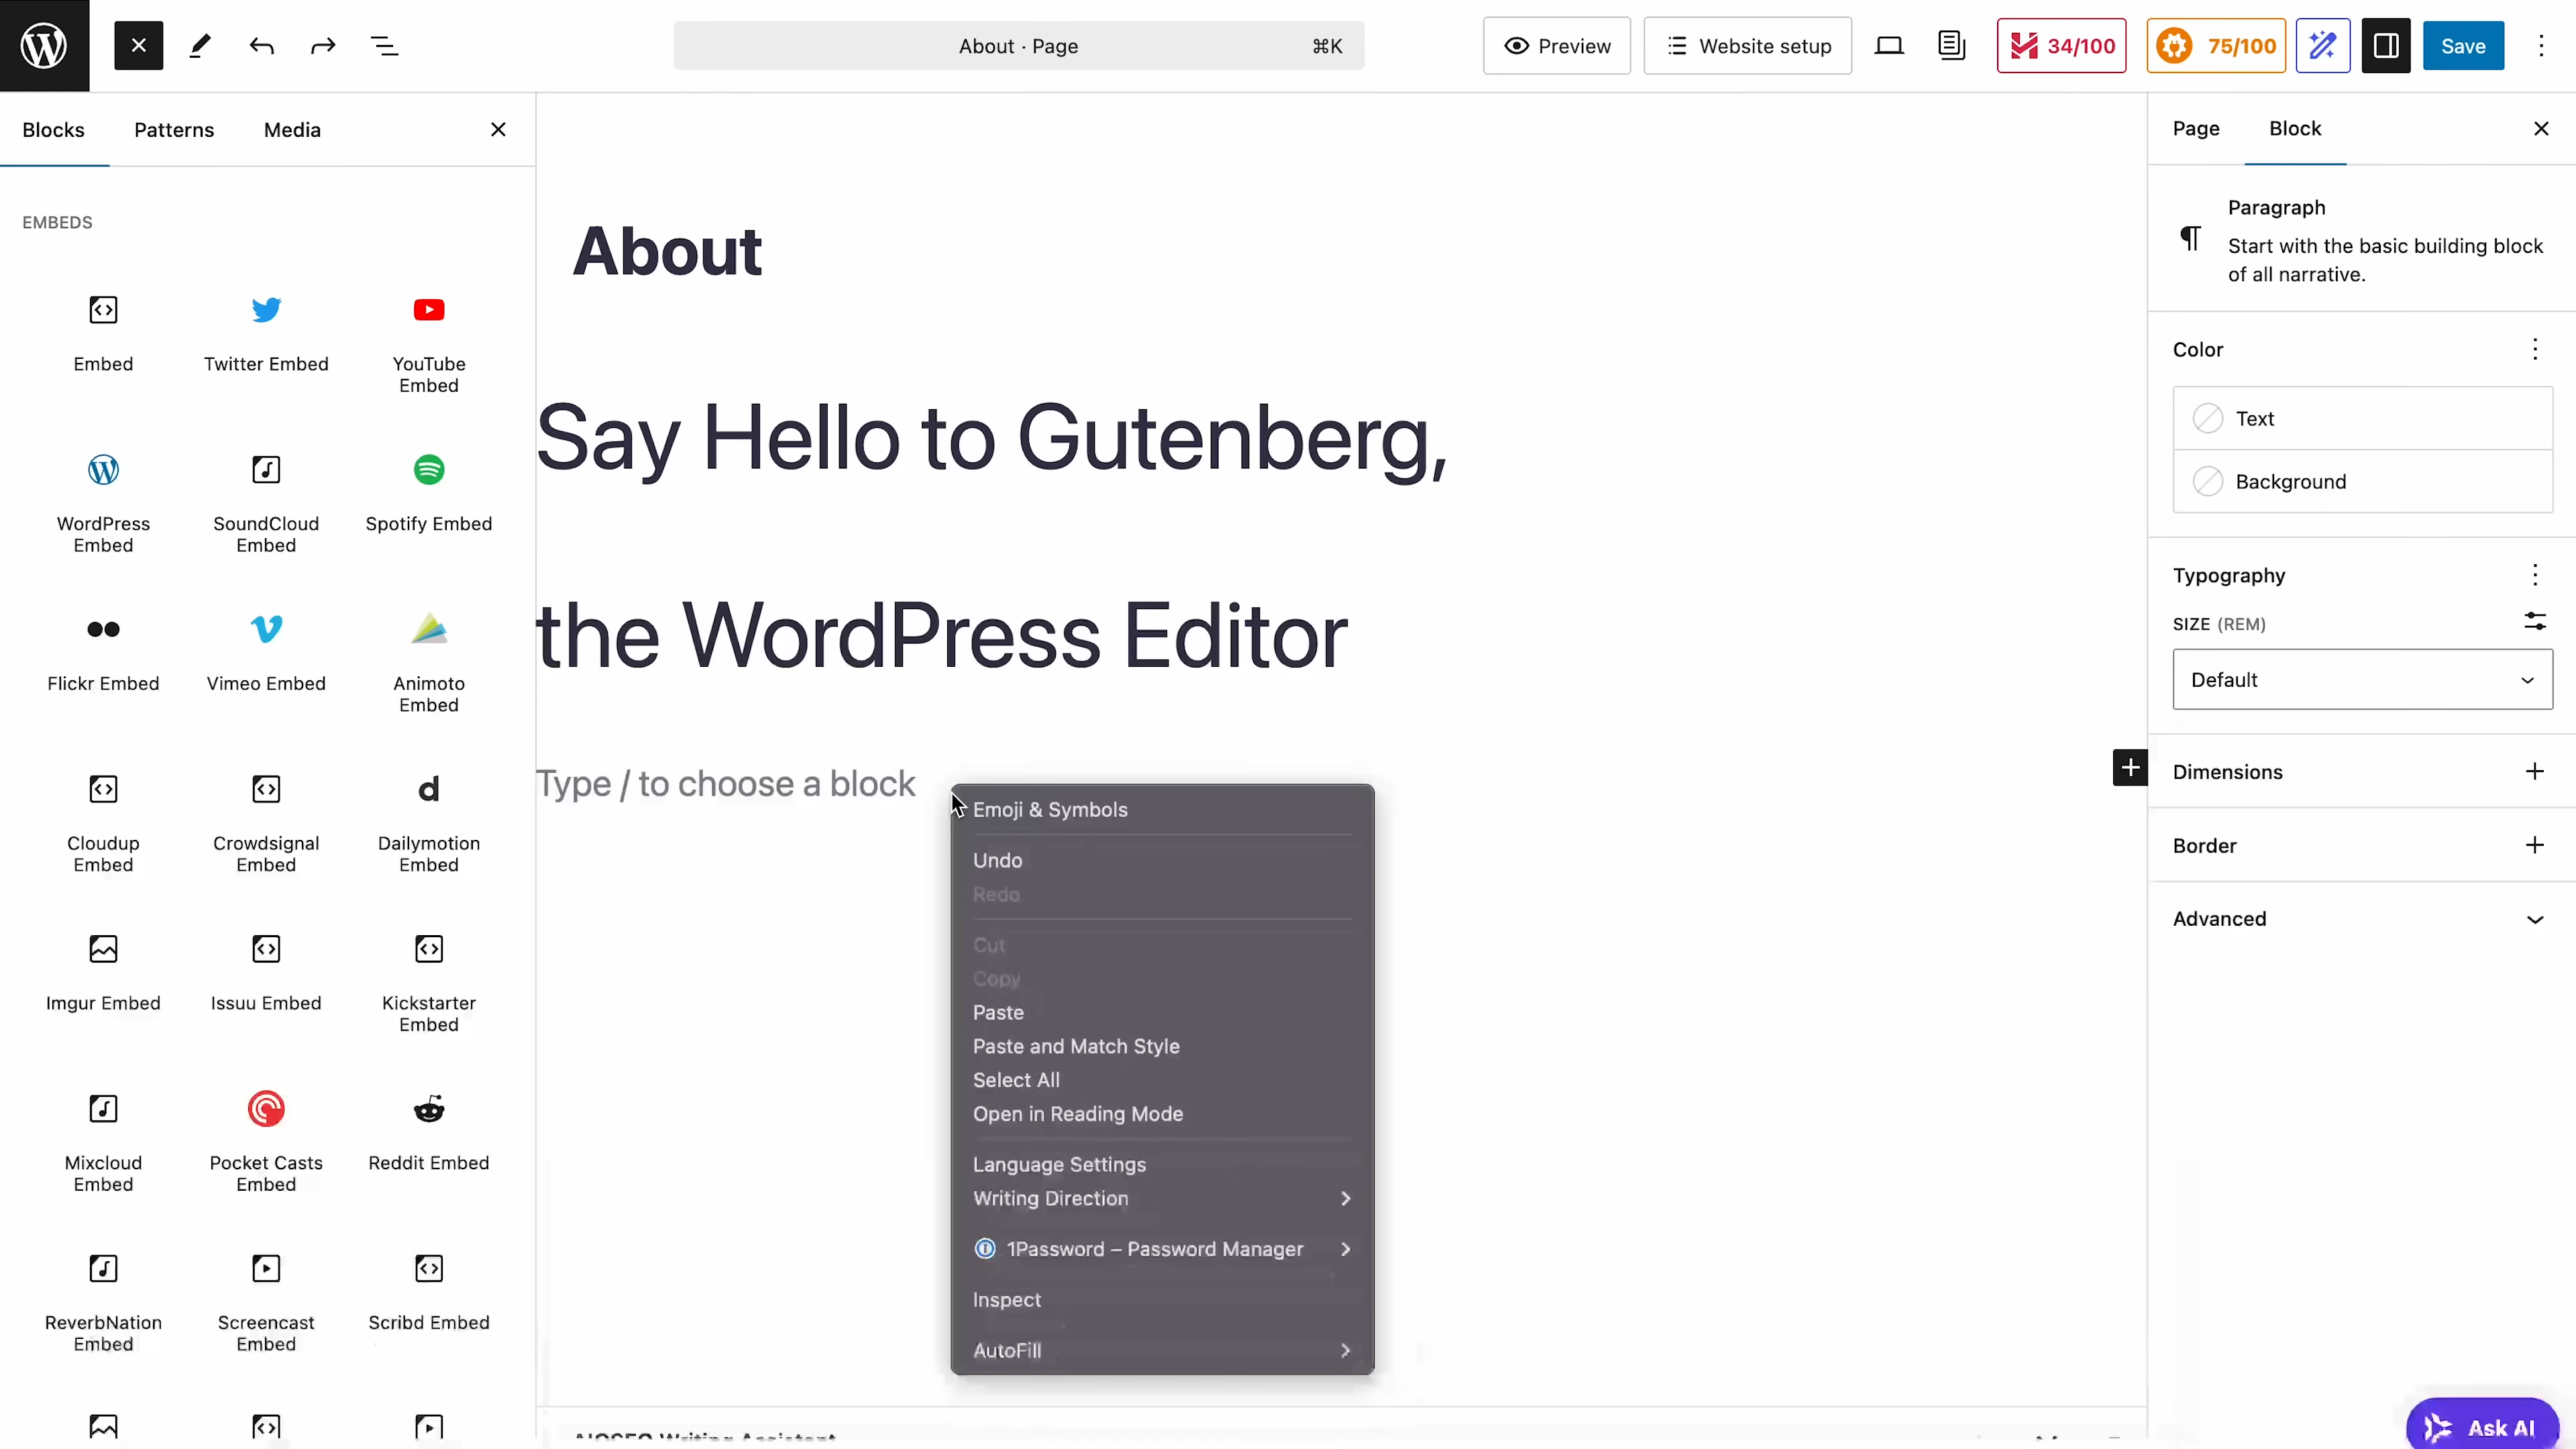 About · Page
⌘K
Preview
Website setup
34/100
75/100
Save
Blocks
Patterns
Media
EMBEDS
Embed
Twitter Embed
YouTube
Embed
WordPress
Embed
SoundCloud
Embed
Spotify Embed
Flickr Embed
Vimeo Embed
Animoto
Embed
Cloudup
Embed
Crowdsignal
Embed
Dailymotion
Embed
Imgur Embed
Issuu Embed
Kickstarter
Embed
Mixcloud
Embed
Pocket Casts
Embed
Reddit Embed
ReverbNation
Embed
Screencast
Embed
Scribd Embed
About
Say Hello to Gutenberg,
the WordPress Editor
Type / to choose a block
Emoji & Symbols
Undo
Redo
Cut
Copy
Paste
Paste and Match Style
Select All
Open in Reading Mode
Language Settings
Writing Direction
1Password – Password Manager
Inspect
AutoFill
AIOSEO Writing Assistant
Page
Block
Paragraph
Start with the basic building block
of all narrative.
Color
Text
Background
Typography
SIZE (REM)
Default
Dimensions
Border
Advanced
Ask AI